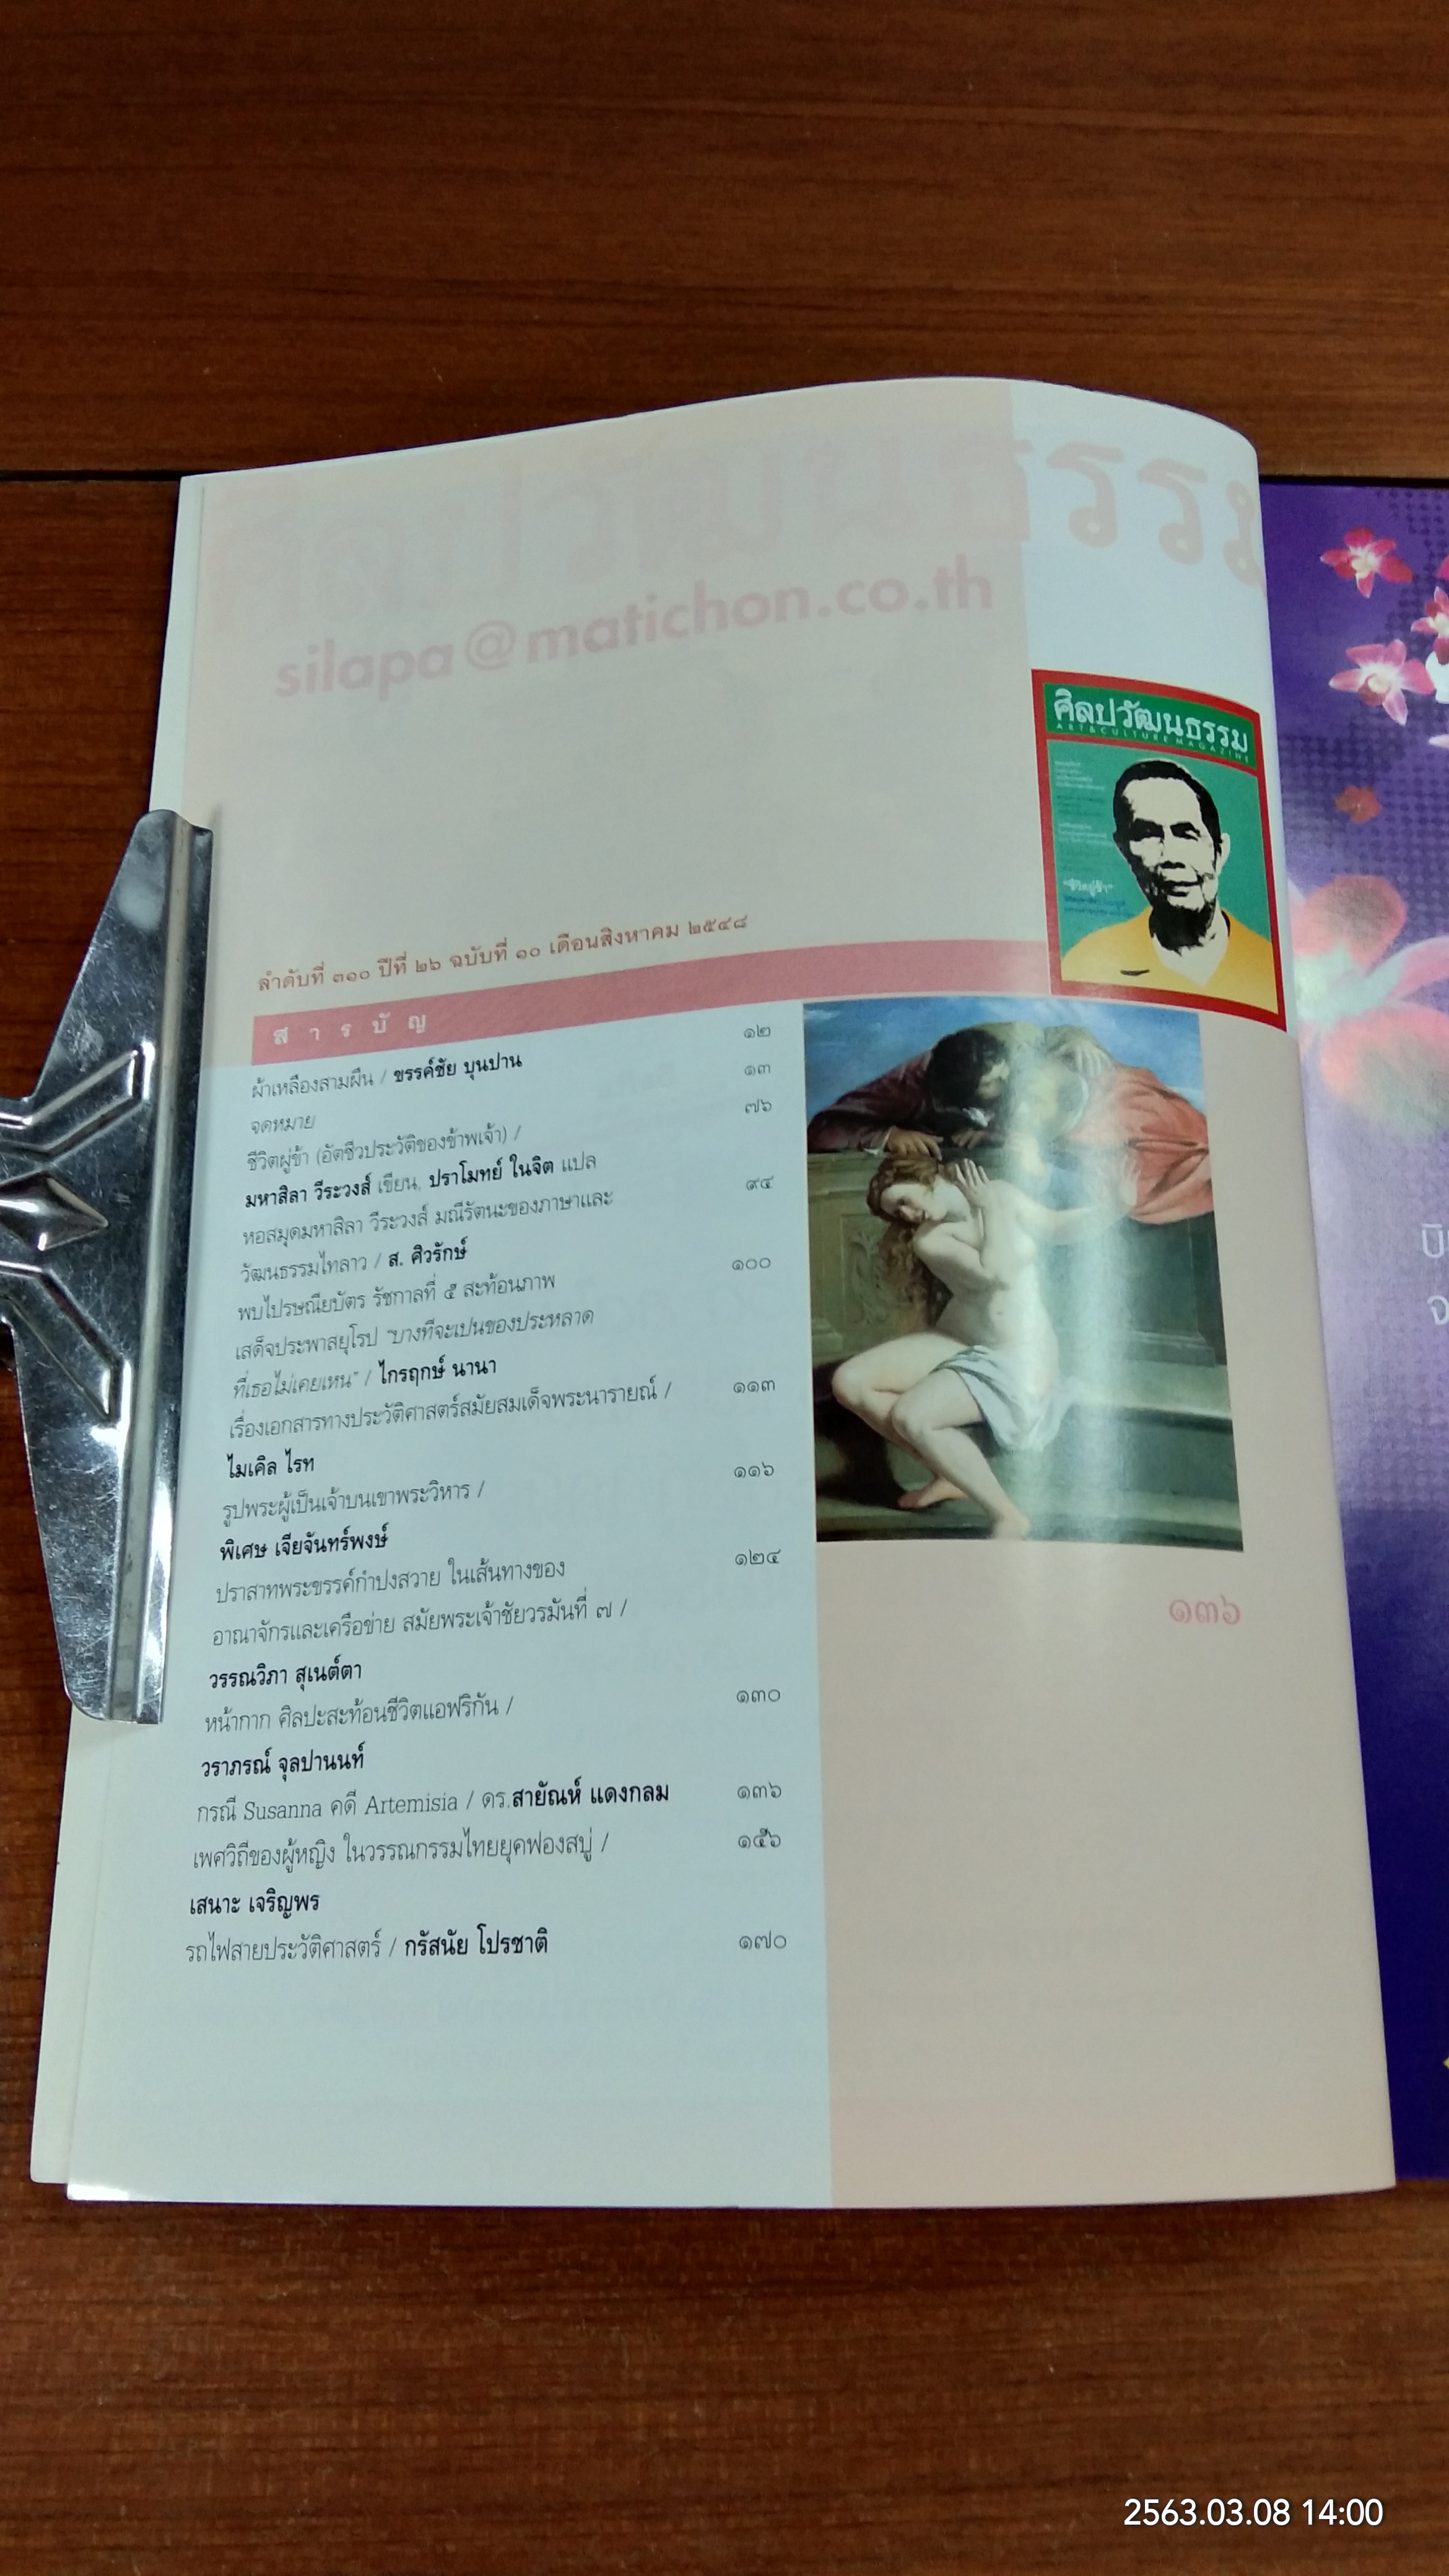 ศิลปวัฒนธรรม
silapa@matichon.co.th
ศิลปวัฒนธรรม
ART & CULTURE MAGAZINE
"ชีวิตผู้ข้า"
ลำดับที่ ๓๑๐ ปีที่ ๒๖ ฉบับที่ ๑๐ เดือนสิงหาคม ๒๕๔๘
สารบัญ
ผ้าเหลืองสามผืน / ขรรค์ชัย บุนปาน ๑๒
จดหมาย ๑๓
ชีวิตผู่ข้า (อัตชีวประวัติของข้าพเจ้า) / ๗๖
มหาสิลา วีระวงส์ เขียน, ปราโมทย์ ในจิต แปล
หอสมุดมหาสิลา วีระวงส์ มณีรัตนะของภาษาและ ๙๔
วัฒนธรรมไทลาว / ส. ศิวรักษ์
พบไปรษณียบัตร รัชกาลที่ ๕ สะท้อนภาพ ๑๐๐
เสด็จประพาสยุโรป "บางทีจะเปนของประหลาด
ที่เธอไม่เคยเหน" / ไกรฤกษ์ นานา
เรื่องเอกสารทางประวัติศาสตร์สมัยสมเด็จพระนารายณ์ / ๑๑๓
ไมเคิล ไรท
รูปพระผู้เป็นเจ้าบนเขาพระวิหาร / ๑๑๖
พิเศษ เจียจันทร์พงษ์
ปราสาทพระขรรค์กำปงสวาย ในเส้นทางของ ๑๒๔
อาณาจักรและเครือข่าย สมัยพระเจ้าชัยวรมันที่ ๗ /
วรรณวิภา สุเนต์ตา
หน้ากาก ศิลปะสะท้อนชีวิตแอฟริกัน / ๑๓๐
วราภรณ์ จุลปานนท์
กรณี Susanna คดี Artemisia / ดร.สายัณห์ แดงกลม ๑๓๖
เพศวิถีของผู้หญิง ในวรรณกรรมไทยยุคฟองสบู่ / ๑๕๖
เสนาะ เจริญพร
รถไฟสายประวัติศาสตร์ / กรัสนัย โปรชาติ ๑๗๐
๑๓๖
2563.03.08 14:00